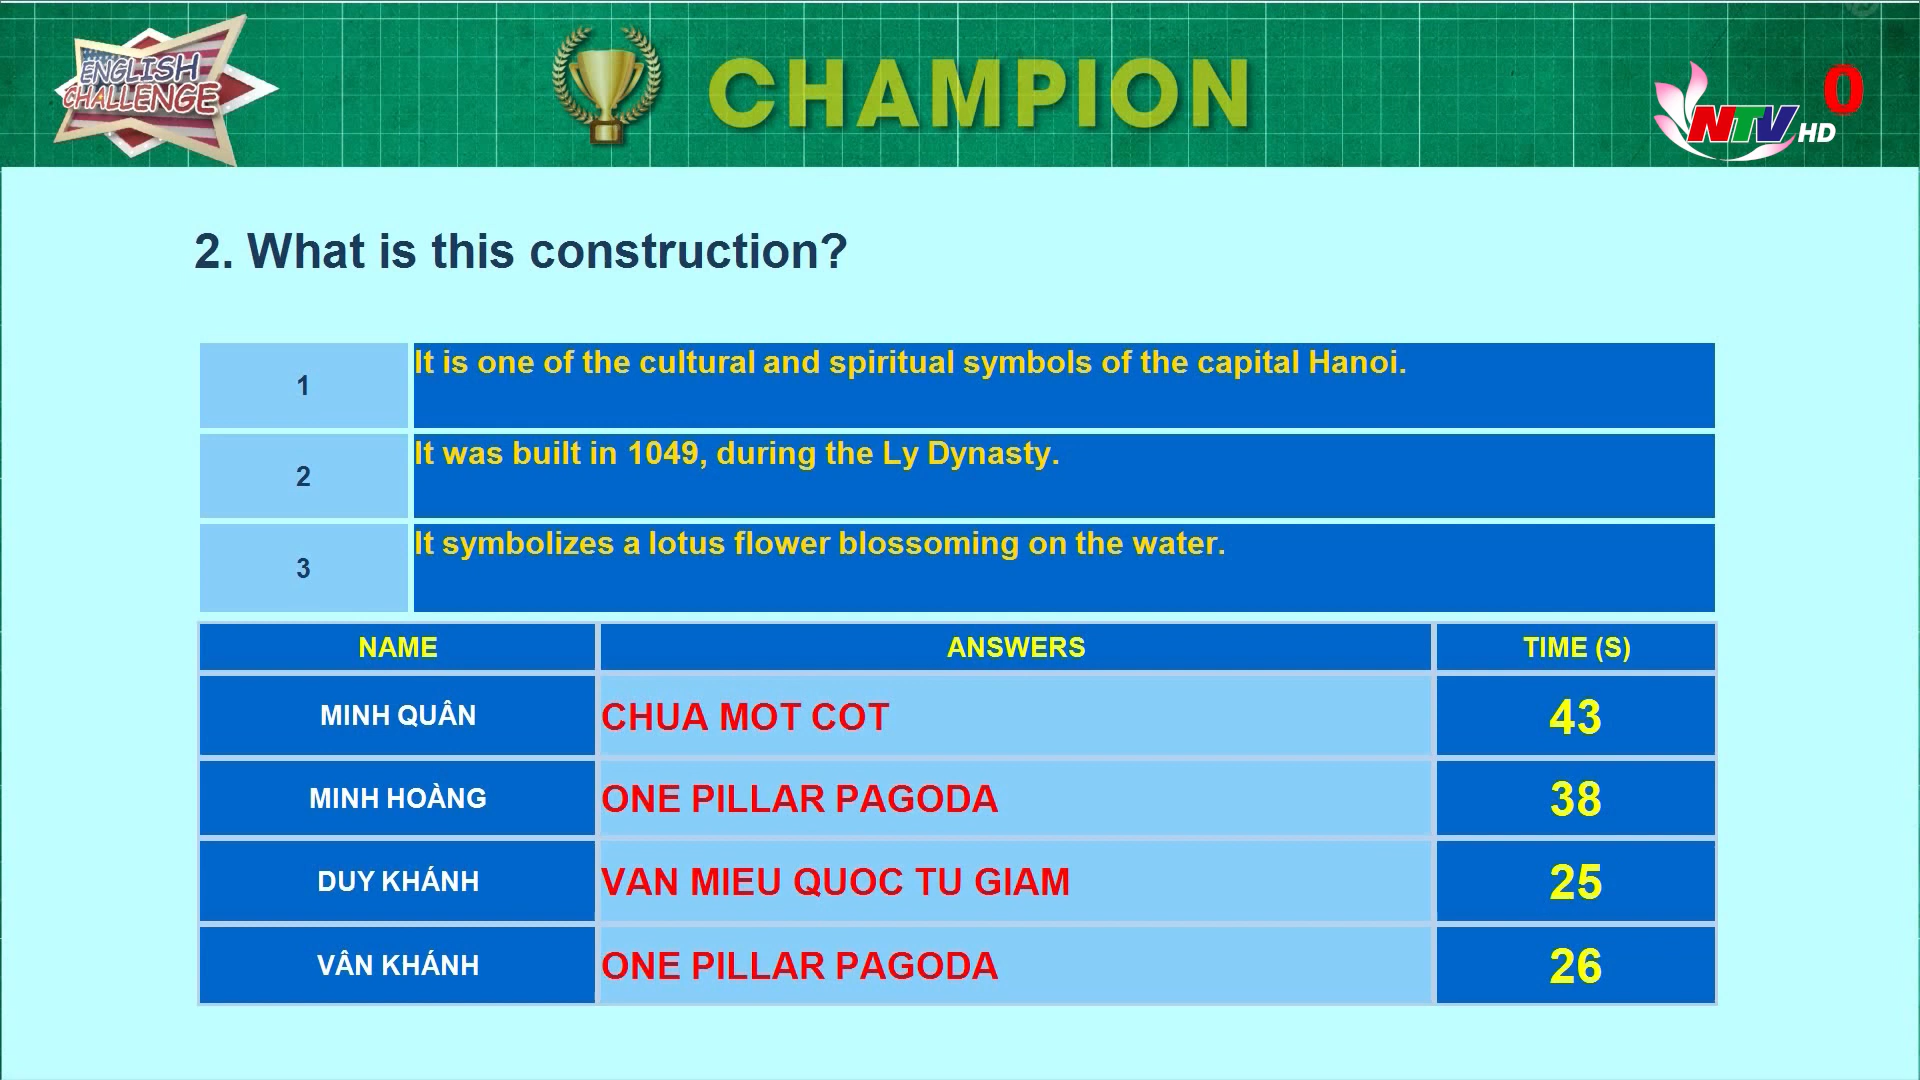 ENGLISH
CHALLENGE
CHAMPION
0
NTV HD
2. What is this construction?
1 It is one of the cultural and spiritual symbols of the capital Hanoi.
2 It was built in 1049, during the Ly Dynasty.
3 It symbolizes a lotus flower blossoming on the water.
NAME ANSWERS TIME (S)
MINH QUÂN CHUA MOT COT 43
MINH HOÀNG ONE PILLAR PAGODA 38
DUY KHÁNH VAN MIEU QUOC TU GIAM 25
VÂN KHÁNH ONE PILLAR PAGODA 26